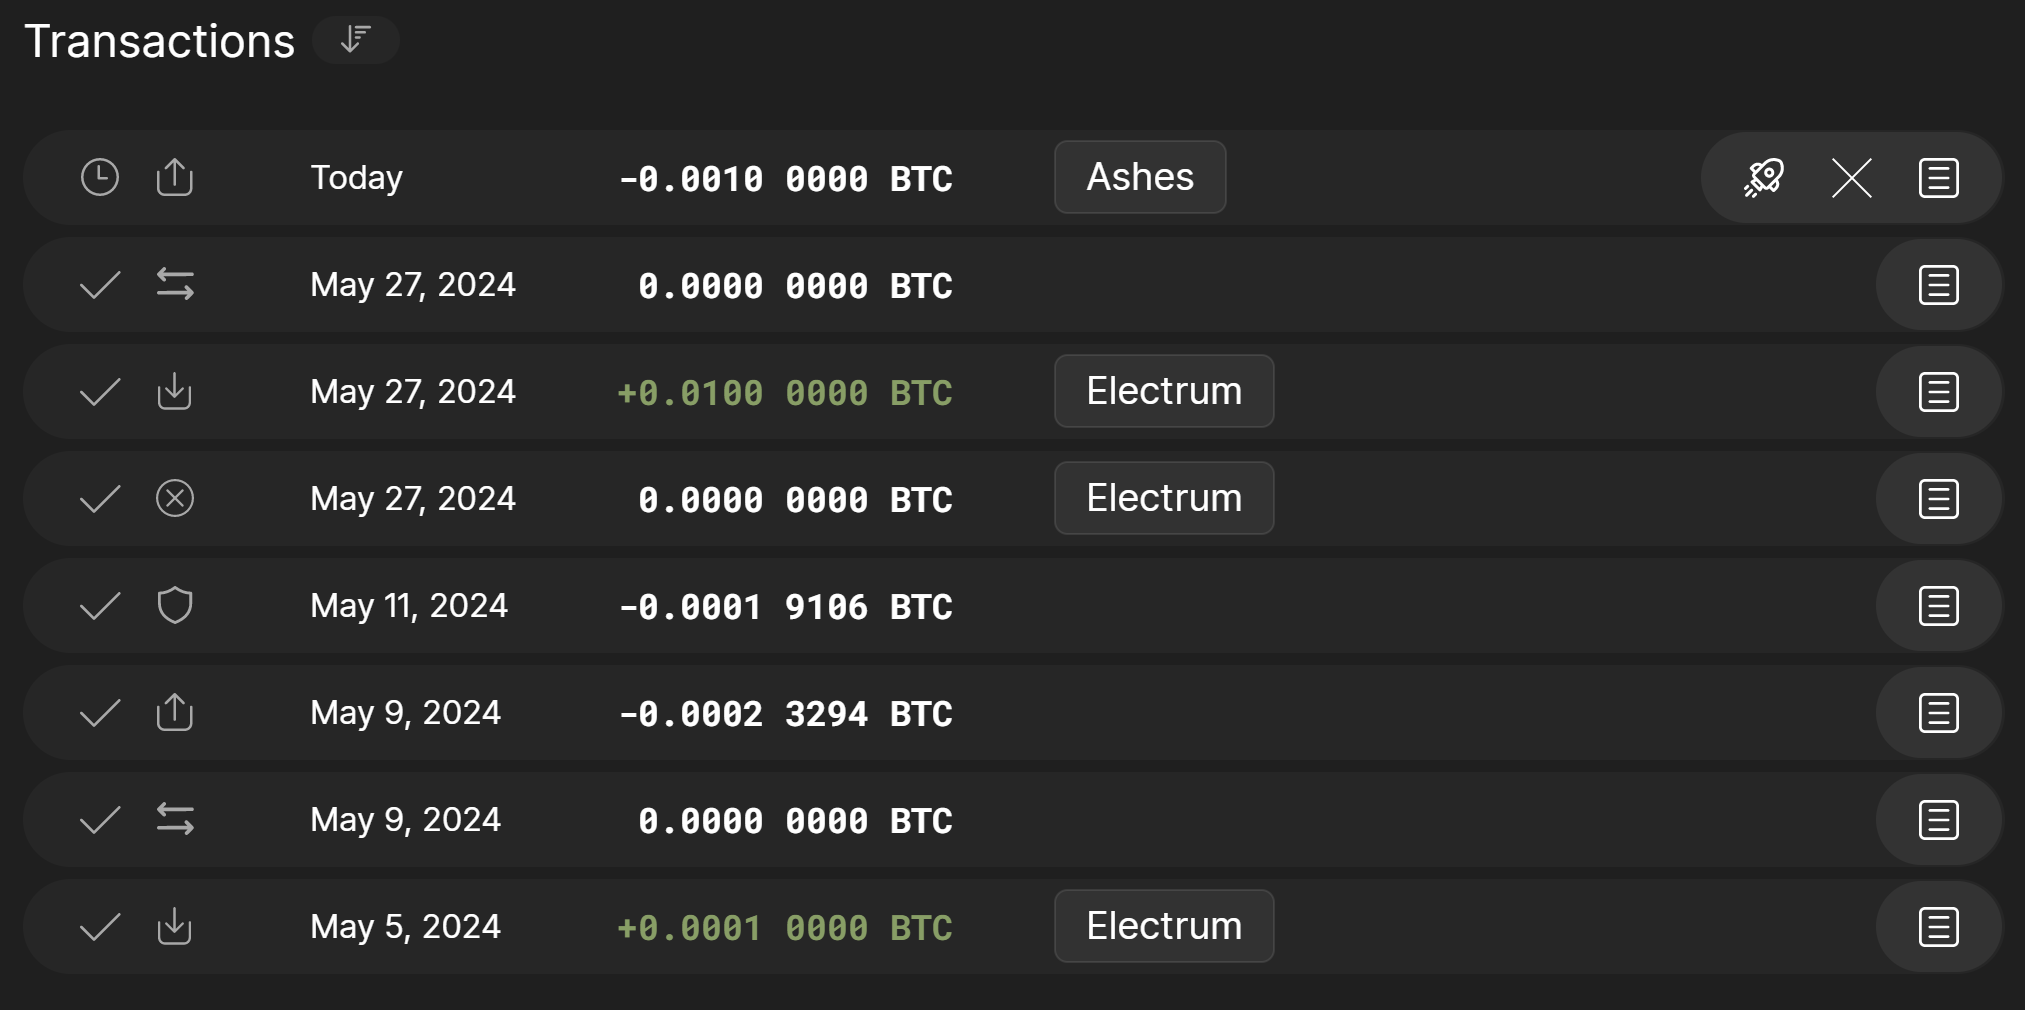 Transactions
Today -0.0010 0000 BTC Ashes
May 27, 2024 0.0000 0000 BTC
May 27, 2024 +0.0100 0000 BTC Electrum
May 27, 2024 0.0000 0000 BTC Electrum
May 11, 2024 -0.0001 9106 BTC
May 9, 2024 -0.0002 3294 BTC
May 9, 2024 0.0000 0000 BTC
May 5, 2024 +0.0001 0000 BTC Electrum